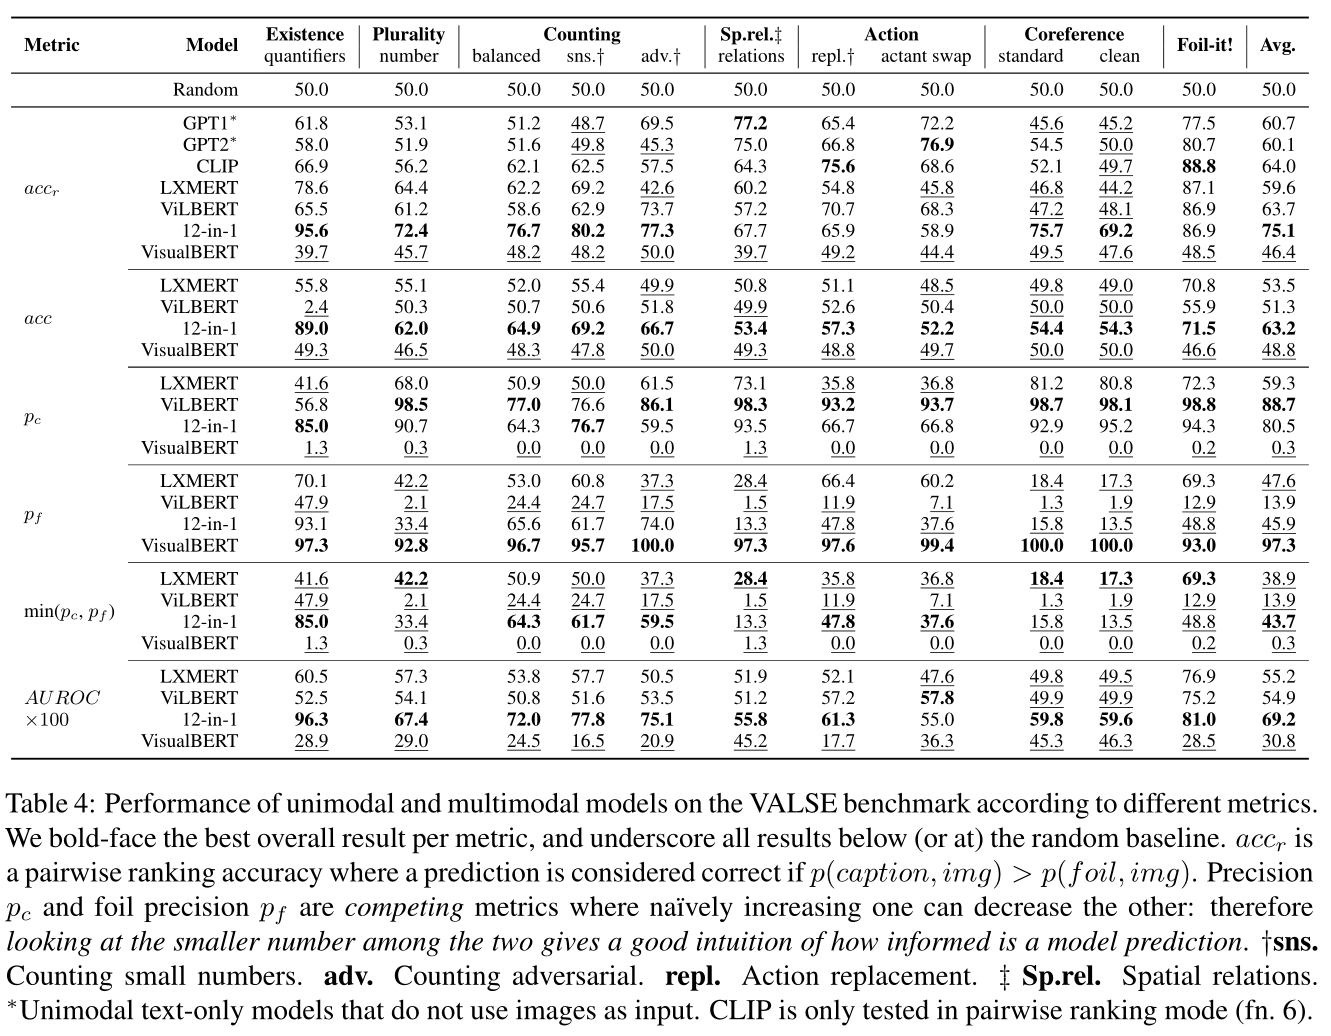 Metric Model Existence Plurality Counting Sp.rel.‡ Action Coreference Foil-it! Avg.
quantifiers number balanced sns.† adv.† relations repl.† actant swap standard clean
Random 50.0 50.0 50.0 50.0 50.0 50.0 50.0 50.0 50.0 50.0 50.0 50.0
acc_r
GPT1* 61.8 53.1 51.2 48.7 69.5 77.2 65.4 72.2 45.6 45.2 77.5 60.7
GPT2* 58.0 51.9 51.6 49.8 45.3 75.0 66.8 76.9 54.5 50.0 80.7 60.1
CLIP 66.9 56.2 62.1 62.5 57.5 64.3 75.6 68.6 52.1 49.7 88.8 64.0
LXMERT 78.6 64.4 62.2 69.2 42.6 60.2 54.8 45.8 46.8 44.2 87.1 59.6
ViLBERT 65.5 61.2 58.6 62.9 73.7 57.2 70.7 68.3 47.2 48.1 86.9 63.7
12-in-1 95.6 72.4 76.7 80.2 77.3 67.7 65.9 58.9 75.7 69.2 86.9 75.1
VisualBERT 39.7 45.7 48.2 48.2 50.0 39.7 49.2 44.4 49.5 47.6 48.5 46.4
acc
LXMERT 55.8 55.1 52.0 55.4 49.9 50.8 51.1 48.5 49.8 49.0 70.8 53.5
ViLBERT 2.4 50.3 50.7 50.6 51.8 49.9 52.6 50.4 50.0 50.0 55.9 51.3
12-in-1 89.0 62.0 64.9 69.2 66.7 53.4 57.3 52.2 54.4 54.3 71.5 63.2
VisualBERT 49.3 46.5 48.3 47.8 50.0 49.3 48.8 49.7 50.0 50.0 46.6 48.8
p_c
LXMERT 41.6 68.0 50.9 50.0 61.5 73.1 35.8 36.8 81.2 80.8 72.3 59.3
ViLBERT 56.8 98.5 77.0 76.6 86.1 98.3 93.2 93.7 98.7 98.1 98.8 88.7
12-in-1 85.0 90.7 64.3 76.7 59.5 93.5 66.7 66.8 92.9 95.2 94.3 80.5
VisualBERT 1.3 0.3 0.0 0.0 0.0 1.3 0.0 0.0 0.0 0.0 0.2 0.3
p_f
LXMERT 70.1 42.2 53.0 60.8 37.3 28.4 66.4 60.2 18.4 17.3 69.3 47.6
ViLBERT 47.9 2.1 24.4 24.7 17.5 1.5 11.9 7.1 1.3 1.9 12.9 13.9
12-in-1 93.1 33.4 65.6 61.7 74.0 13.3 47.8 37.6 15.8 13.5 48.8 45.9
VisualBERT 97.3 92.8 96.7 95.7 100.0 97.3 97.6 99.4 100.0 100.0 93.0 97.3
min(p_c, p_f)
LXMERT 41.6 42.2 50.9 50.0 37.3 28.4 35.8 36.8 18.4 17.3 69.3 38.9
ViLBERT 47.9 2.1 24.4 24.7 17.5 1.5 11.9 7.1 1.3 1.9 12.9 13.9
12-in-1 85.0 33.4 64.3 61.7 59.5 13.3 47.8 37.6 15.8 13.5 48.8 43.7
VisualBERT 1.3 0.3 0.0 0.0 0.0 1.3 0.0 0.0 0.0 0.0 0.2 0.3
AUROC
×100
LXMERT 60.5 57.3 53.8 57.7 50.5 51.9 52.1 47.6 49.8 49.5 76.9 55.2
ViLBERT 52.5 54.1 50.8 51.6 53.5 51.2 57.2 57.8 49.9 49.9 75.2 54.9
12-in-1 96.3 67.4 72.0 77.8 75.1 55.8 61.3 55.0 59.8 59.6 81.0 69.2
VisualBERT 28.9 29.0 24.5 16.5 20.9 45.2 17.7 36.3 45.3 46.3 28.5 30.8
Table 4: Performance of unimodal and multimodal models on the VALSE benchmark according to different metrics.
We bold-face the best overall result per metric, and underscore all results below (or at) the random baseline. acc_r is
a pairwise ranking accuracy where a prediction is considered correct if p(caption, img) > p(foil, img). Precision
p_c and foil precision p_f are competing metrics where naïvely increasing one can decrease the other: therefore
looking at the smaller number among the two gives a good intuition of how informed is a model prediction. †sns.
Counting small numbers. adv. Counting adversarial. repl. Action replacement. ‡ Sp.rel. Spatial relations.
*Unimodal text-only models that do not use images as input. CLIP is only tested in pairwise ranking mode (fn. 6).